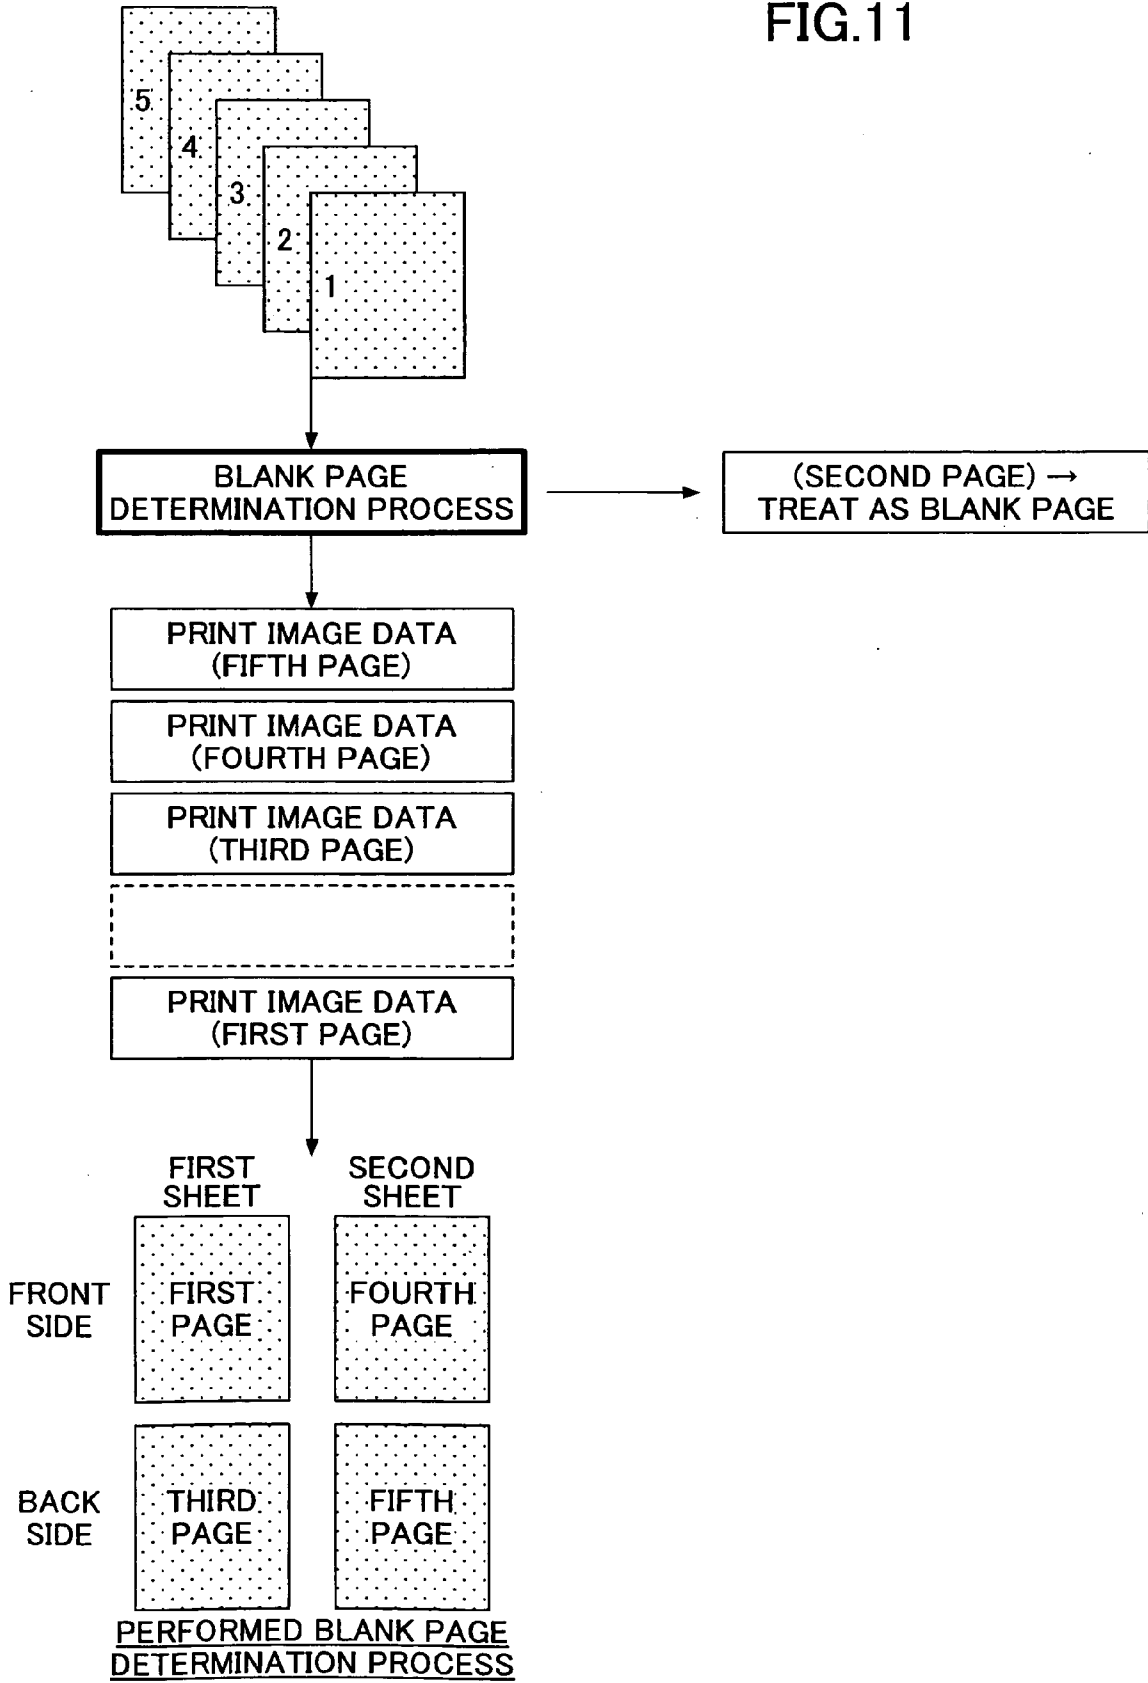 FIG.11
5
4
3
2
1
BLANK PAGE
DETERMINATION PROCESS
(SECOND PAGE) →
TREAT AS BLANK PAGE
PRINT IMAGE DATA
(FIFTH PAGE)
PRINT IMAGE DATA
(FOURTH PAGE)
PRINT IMAGE DATA
(THIRD PAGE)
PRINT IMAGE DATA
(FIRST PAGE)
FIRST
SHEET
SECOND
SHEET
FRONT
SIDE
FIRST
PAGE
FOURTH
PAGE
BACK
SIDE
THIRD
PAGE
FIFTH
PAGE
PERFORMED BLANK PAGE
DETERMINATION PROCESS